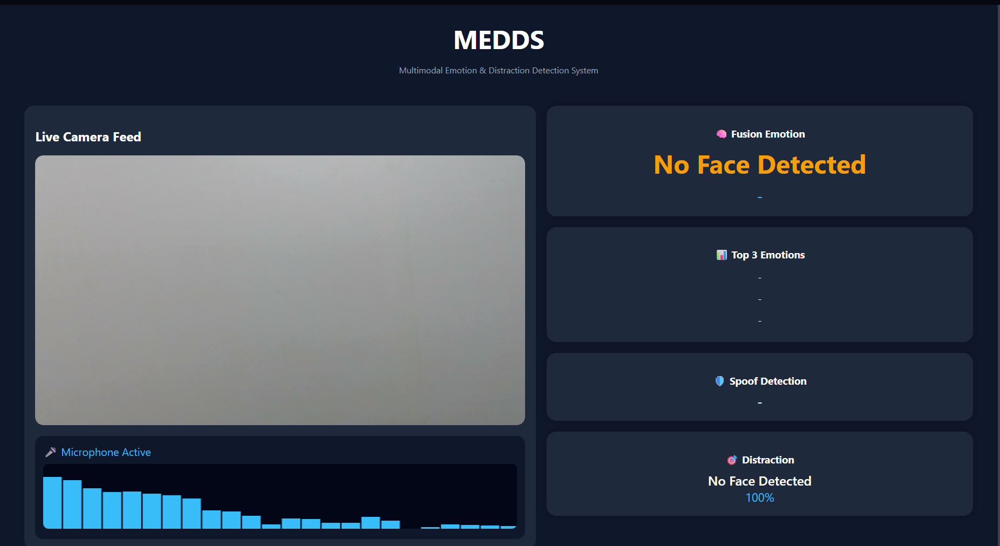 MEDDS
Multimodal Emotion & Distraction Detection System
Live Camera Feed
🎤 Microphone Active
🧠 Fusion Emotion
No Face Detected
-
📊 Top 3 Emotions
-
-
-
🛡️ Spoof Detection
-
🎯 Distraction
No Face Detected
100%